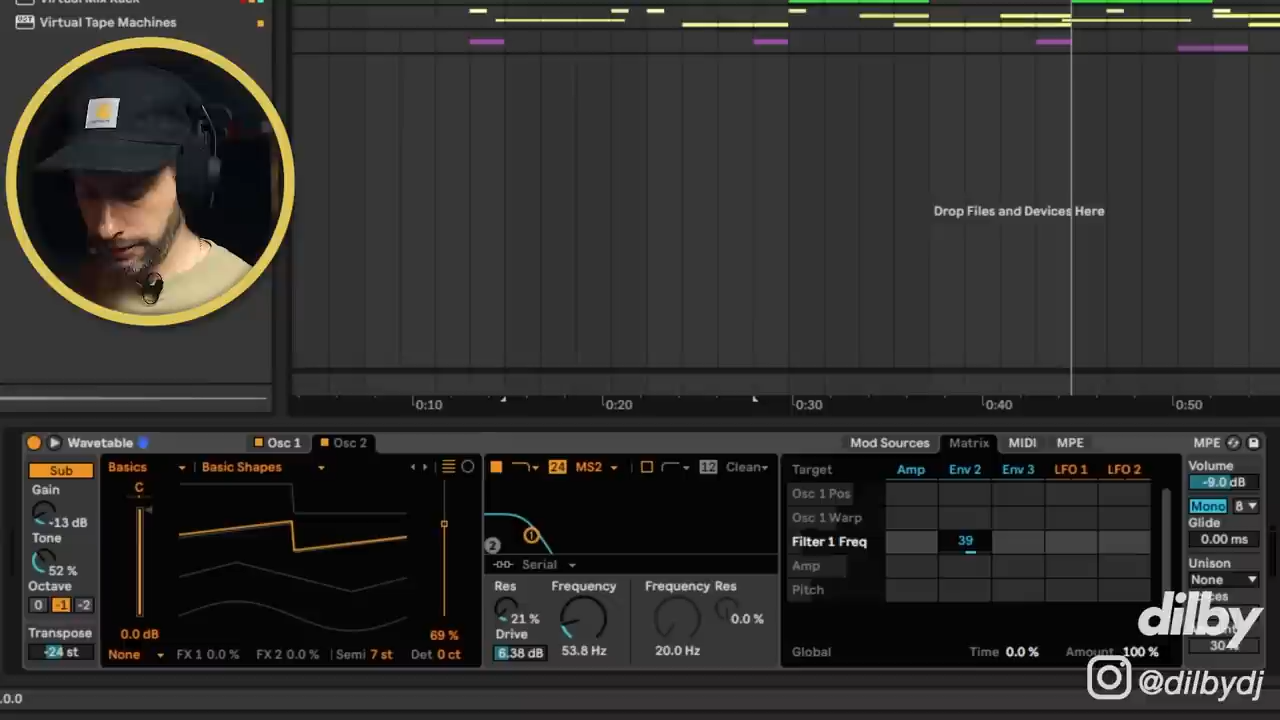 Virtual Mix Rack
Virtual Tape Machines
Drop Files and Devices Here
0:10 0:20 0:30 0:40 0:50
Wavetable Osc 1 Osc 2 Mod Sources Matrix MIDI MPE MPE
Sub Basics Basic Shapes 24 MS2 12 Clean Target Amp Env 2 Env 3 LFO 1 LFO 2 Volume
-9.0 dB
Gain C Osc 1 Pos
-13 dB Osc 1 Warp Mono 8
Glide
Tone 1 Filter 1 Freq 39 0.00 ms
2
52 % Serial Amp Unison
Octave Res Frequency Frequency Res None
0 -1 -2 Pitch
21 % 0.0 %
Transpose 0.0 dB 69 % Drive dilby
-24 st None FX 1 0.0 % FX 2 0.0 % Semi 7 st Det 0 ct 6.38 dB 53.8 Hz 20.0 Hz Global Time 0.0 % Amount 100 %
@dilbydj
.0.0